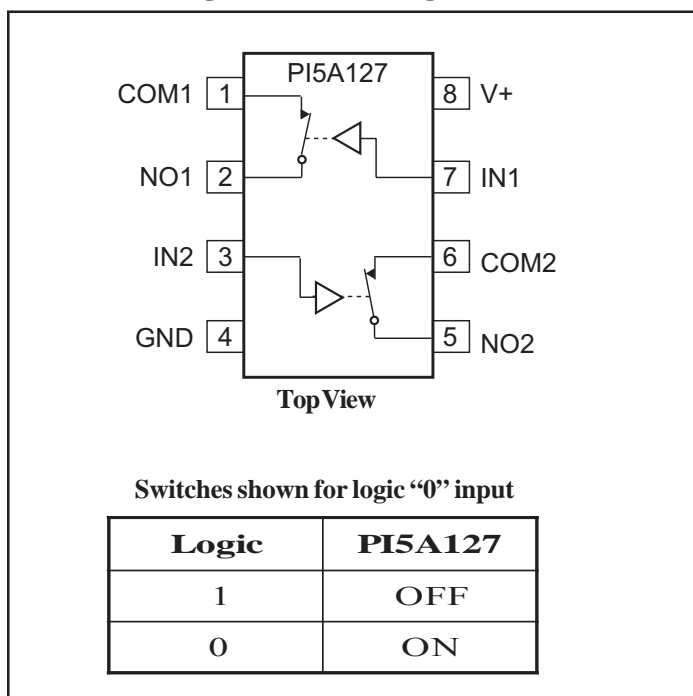 PI5A127
COM1 1
8 V+
NO1 2
7 IN1
IN2 3
6 COM2
GND 4
5 NO2
Top View
Switches shown for logic “0” input
Logic PI5A127
1 OFF
0 ON